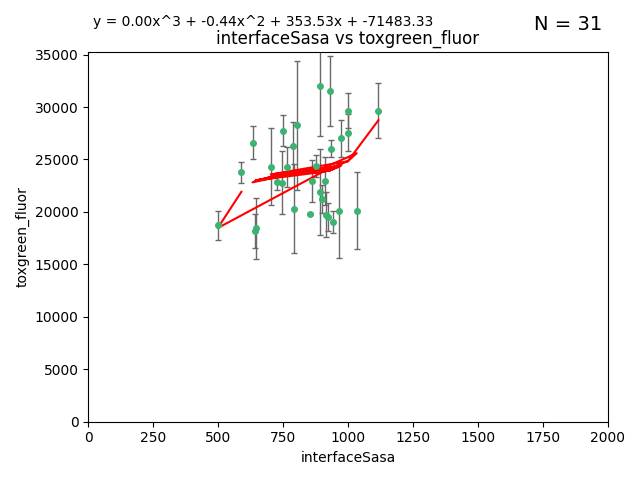 y = 0.00x^3 + -0.44x^2 + 353.53x + -71483.33
N = 31
interfaceSasa vs toxgreen_fluor
35000
30000
25000
20000
15000
10000
5000
0
toxgreen_fluor
0 250 500 750 1000 1250 1500 1750 2000
interfaceSasa